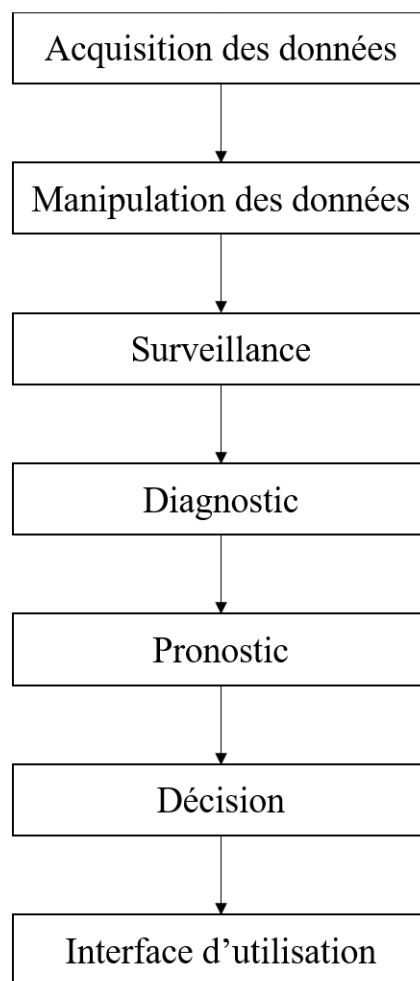 Acquisition des données
Manipulation des données
Surveillance
Diagnostic
Pronostic
Décision
Interface d’utilisation